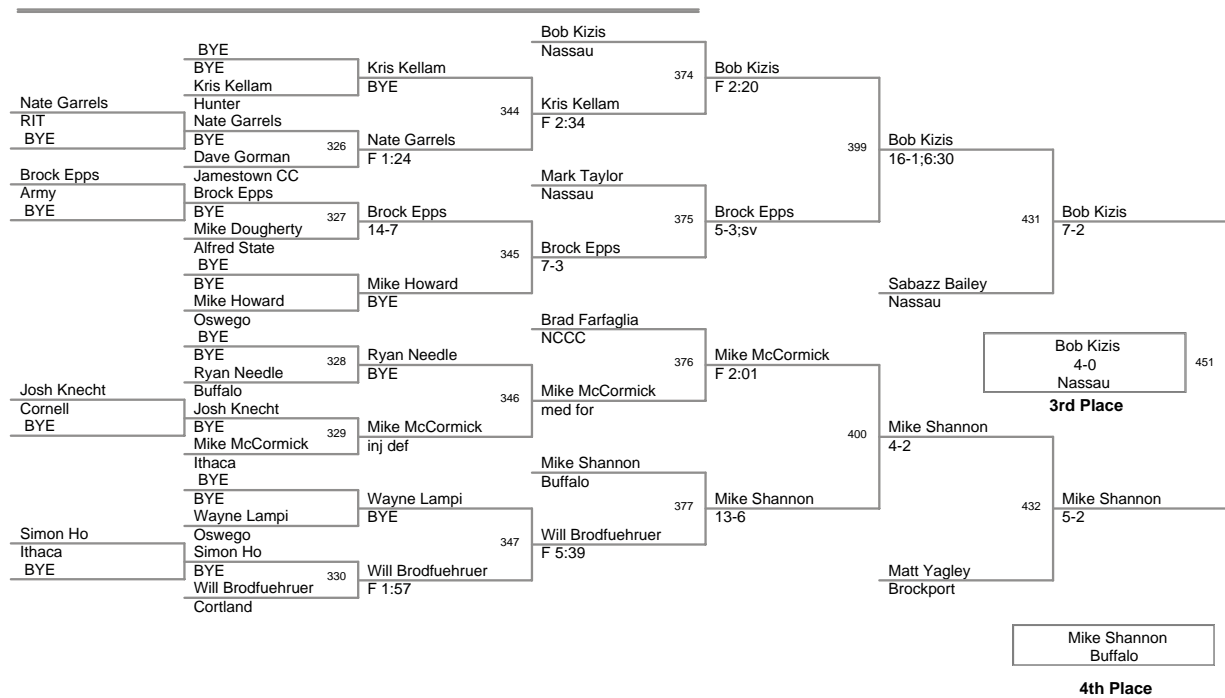 Nate Garrels
RIT
BYE
Brock Epps
Army
BYE
Josh Knecht
Cornell
BYE
Simon Ho
Ithaca
BYE
BYE
BYE
Kris Kellam
Hunter
Nate Garrels
BYE
326
Dave Gorman
Jamestown CC
Brock Epps
BYE
327
Mike Dougherty
Alfred State
BYE
BYE
Mike Howard
Oswego
BYE
BYE
328
Ryan Needle
Buffalo
Josh Knecht
BYE
329
Mike McCormick
Ithaca
BYE
BYE
Wayne Lampi
Oswego
Simon Ho
BYE
330
Will Brodfuehruer
Cortland
Kris Kellam
BYE
344
Nate Garrels
F 1:24
Brock Epps
14-7
345
Mike Howard
BYE
Ryan Needle
BYE
346
Mike McCormick
inj def
Wayne Lampi
BYE
347
Will Brodfuehruer
F 1:57
Bob Kizis
Nassau
374
Kris Kellam
F 2:34
Mark Taylor
Nassau
375
Brock Epps
7-3
Brad Farfaglia
NCCC
376
Mike McCormick
med for
Mike Shannon
Buffalo
377
Will Brodfuehruer
F 5:39
Bob Kizis
F 2:20
399
Brock Epps
5-3;sv
Mike McCormick
F 2:01
400
Mike Shannon
13-6
Bob Kizis
16-1;6:30
431
Sabazz Bailey
Nassau
Mike Shannon
4-2
432
Matt Yagley
Brockport
Bob Kizis
7-2
Bob Kizis
4-0
Nassau
451
3rd Place
Mike Shannon
5-2
Mike Shannon
Buffalo
4th Place